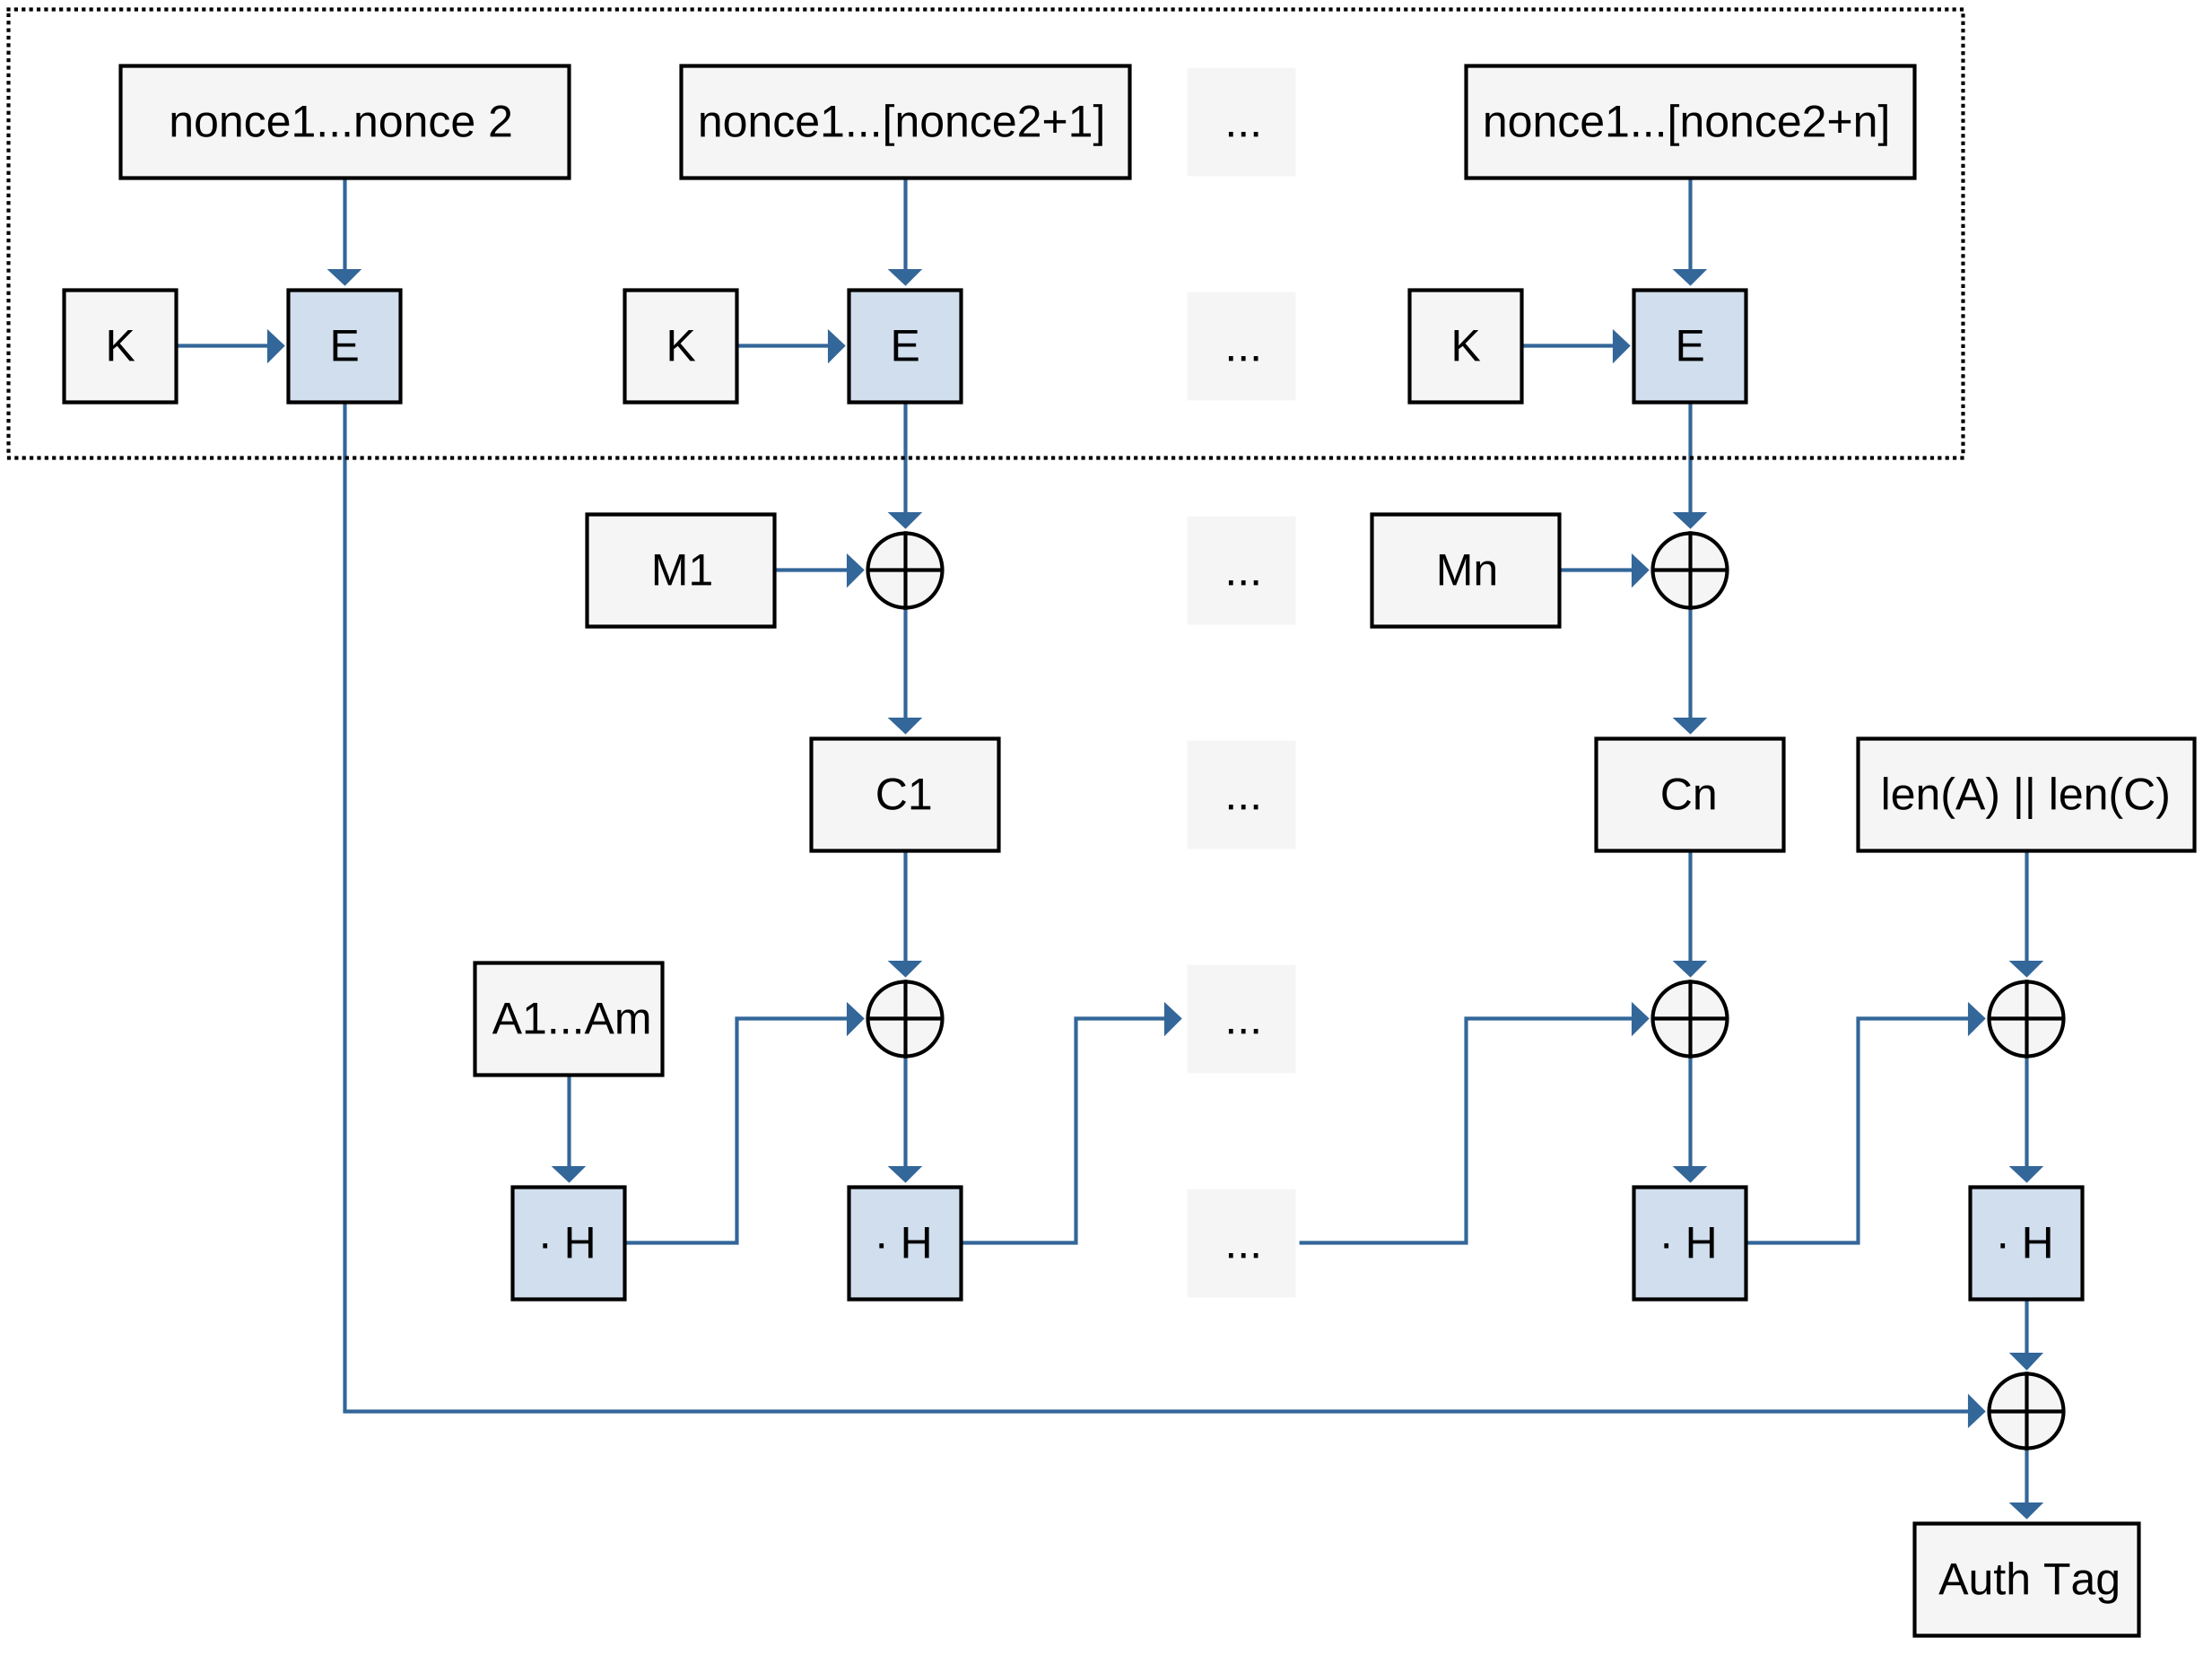 nonce1...nonce 2
nonce1...[nonce2+1]
...
nonce1...[nonce2+n]
K
E
K
E
...
K
E
M1
...
Mn
C1
...
Cn
len(A) || len(C)
A1...Am
...
· H
· H
...
· H
· H
Auth Tag